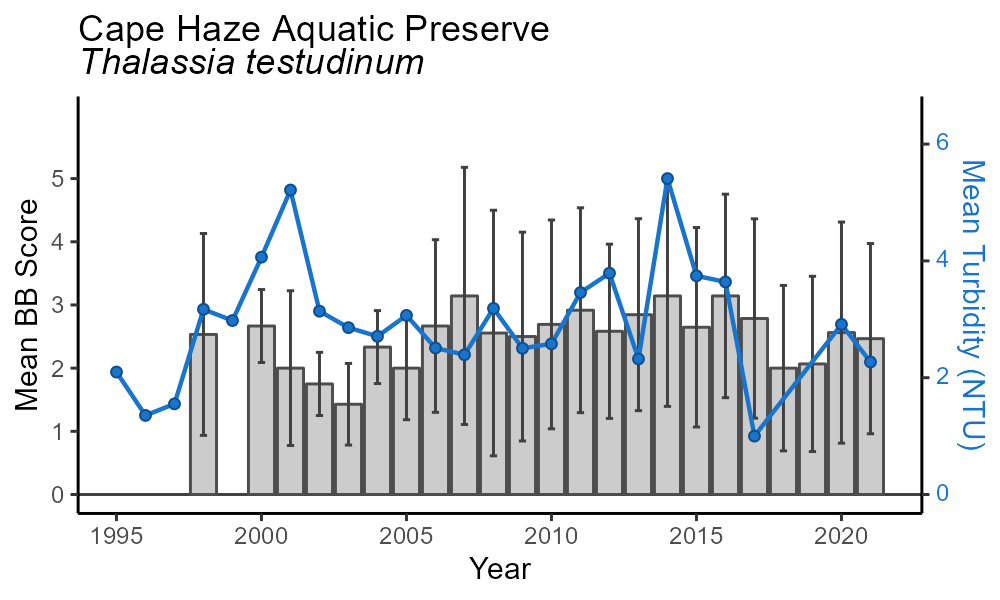 Cape Haze Aquatic Preserve
Thalassia testudinum
Mean BB Score
5
4
3
2
1
0
Mean Turbidity (NTU)
6
4
2
0
1995 2000 2005 2010 2015 2020
Year